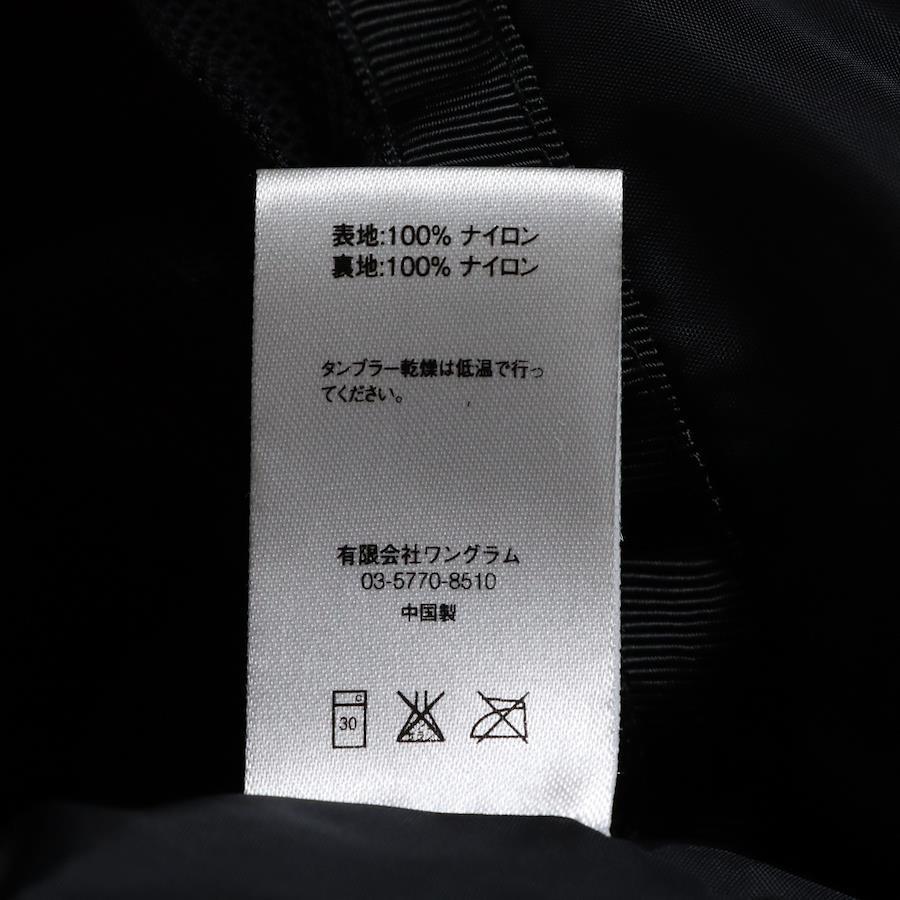 表地:100% ナイロン
裏地:100% ナイロン
タンブラー乾燥は低温で行っ
てください。
有限会社ワングラム
03-5770-8510
中国製
C
30